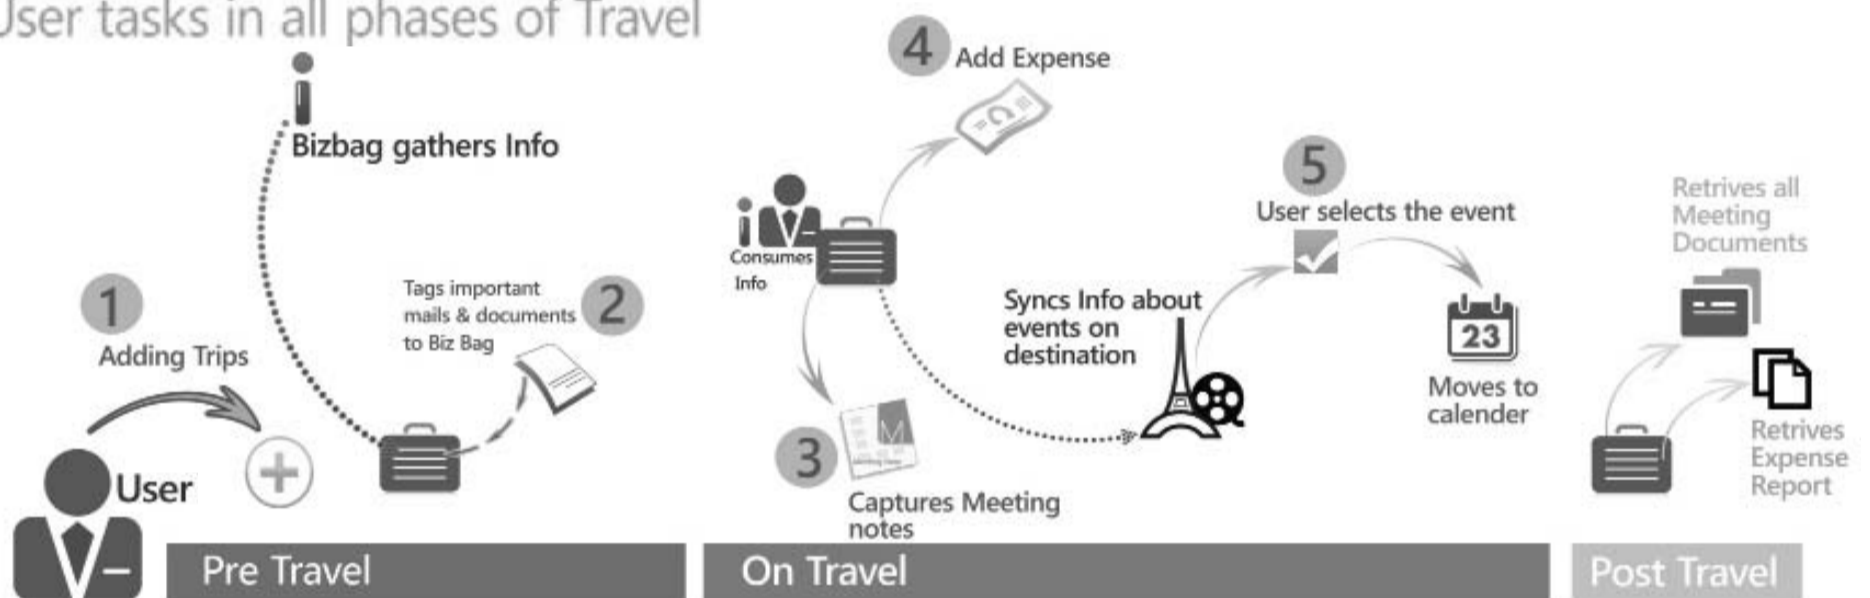 User tasks in all phases of Travel
Bizbag gathers Info
1
Adding Trips
User
Tags important
mails & documents
to Biz Bag
2
Pre Travel
4
Add Expense
Consumes
Info
3
Captures Meeting
notes
Syncs Info about
events on
destination
5
User selects the event
23
Moves to
calender
On Travel
Retrives all
Meeting
Documents
Retrives
Expense
Report
Post Travel